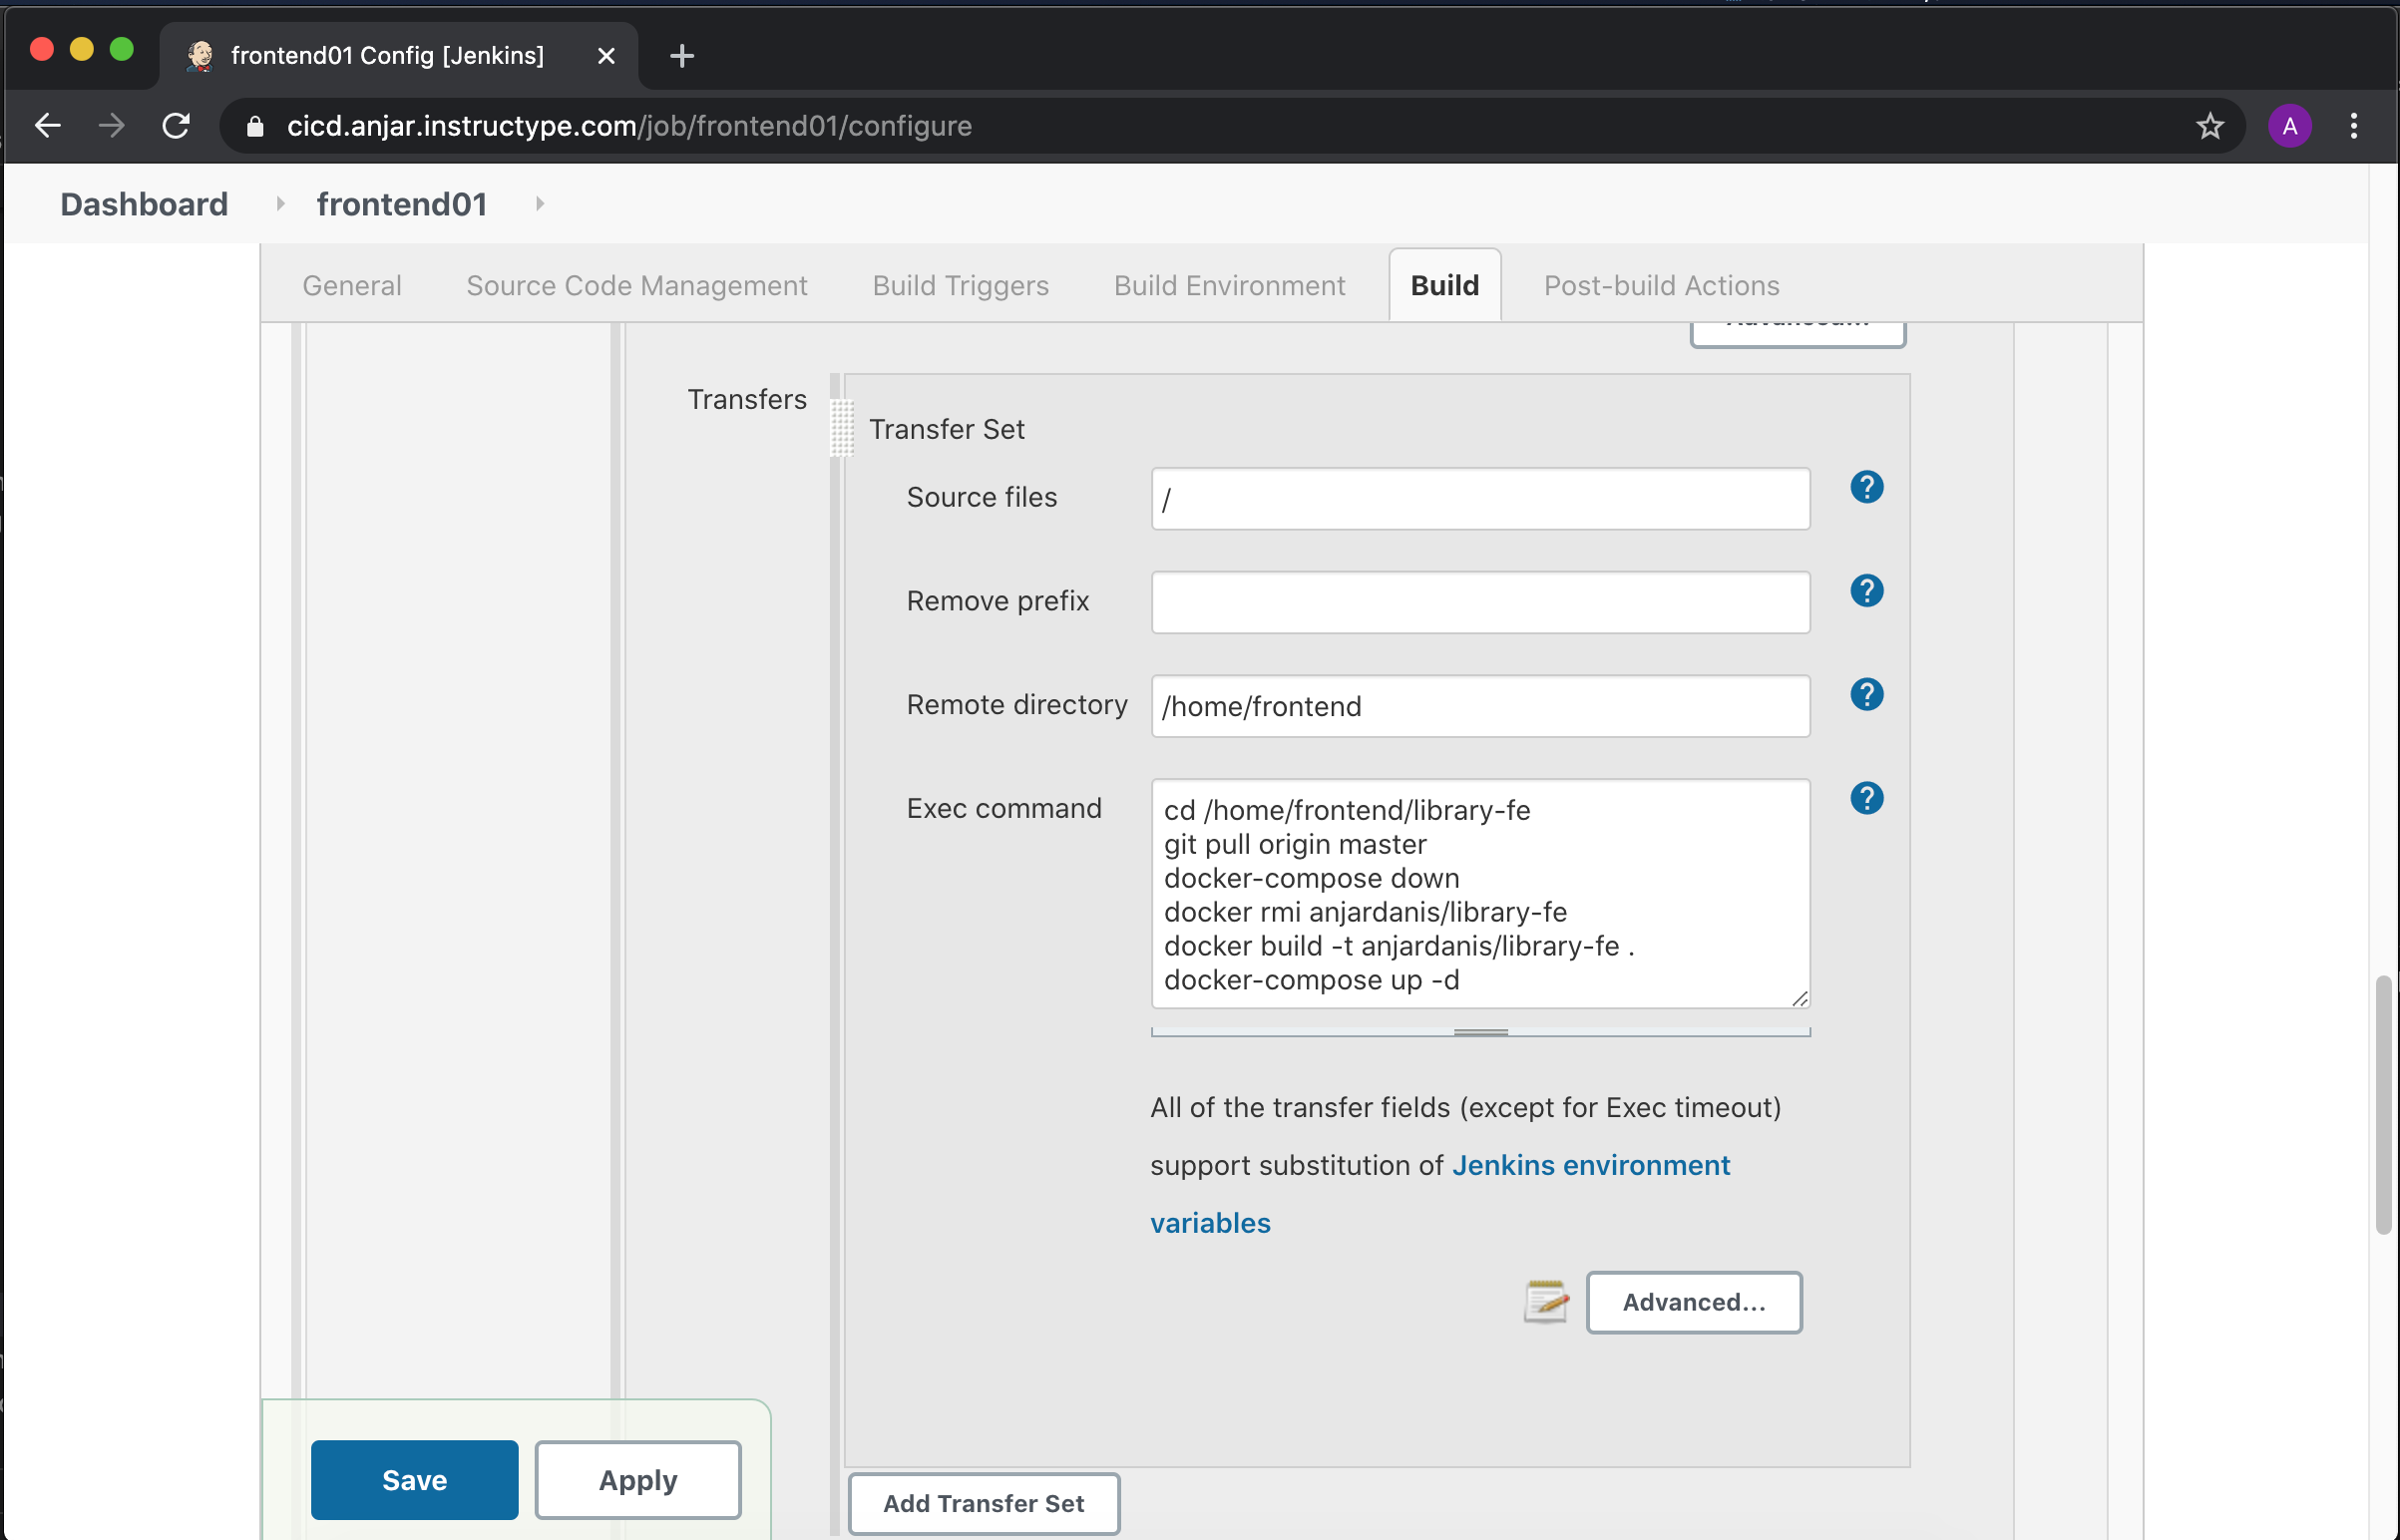 frontend01 Config [Jenkins]
cicd.anjar.instructype.com/job/frontend01/configure
A
Dashboard frontend01
General Source Code Management Build Triggers Build Environment Build Post-build Actions
Advanced...
Transfers
Transfer Set
Source files /
Remove prefix
Remote directory /home/frontend
Exec command cd /home/frontend/library-fe
git pull origin master
docker-compose down
docker rmi anjardanis/library-fe
docker build -t anjardanis/library-fe .
docker-compose up -d
All of the transfer fields (except for Exec timeout)
support substitution of Jenkins environment
variables
Advanced...
Save Apply
Add Transfer Set